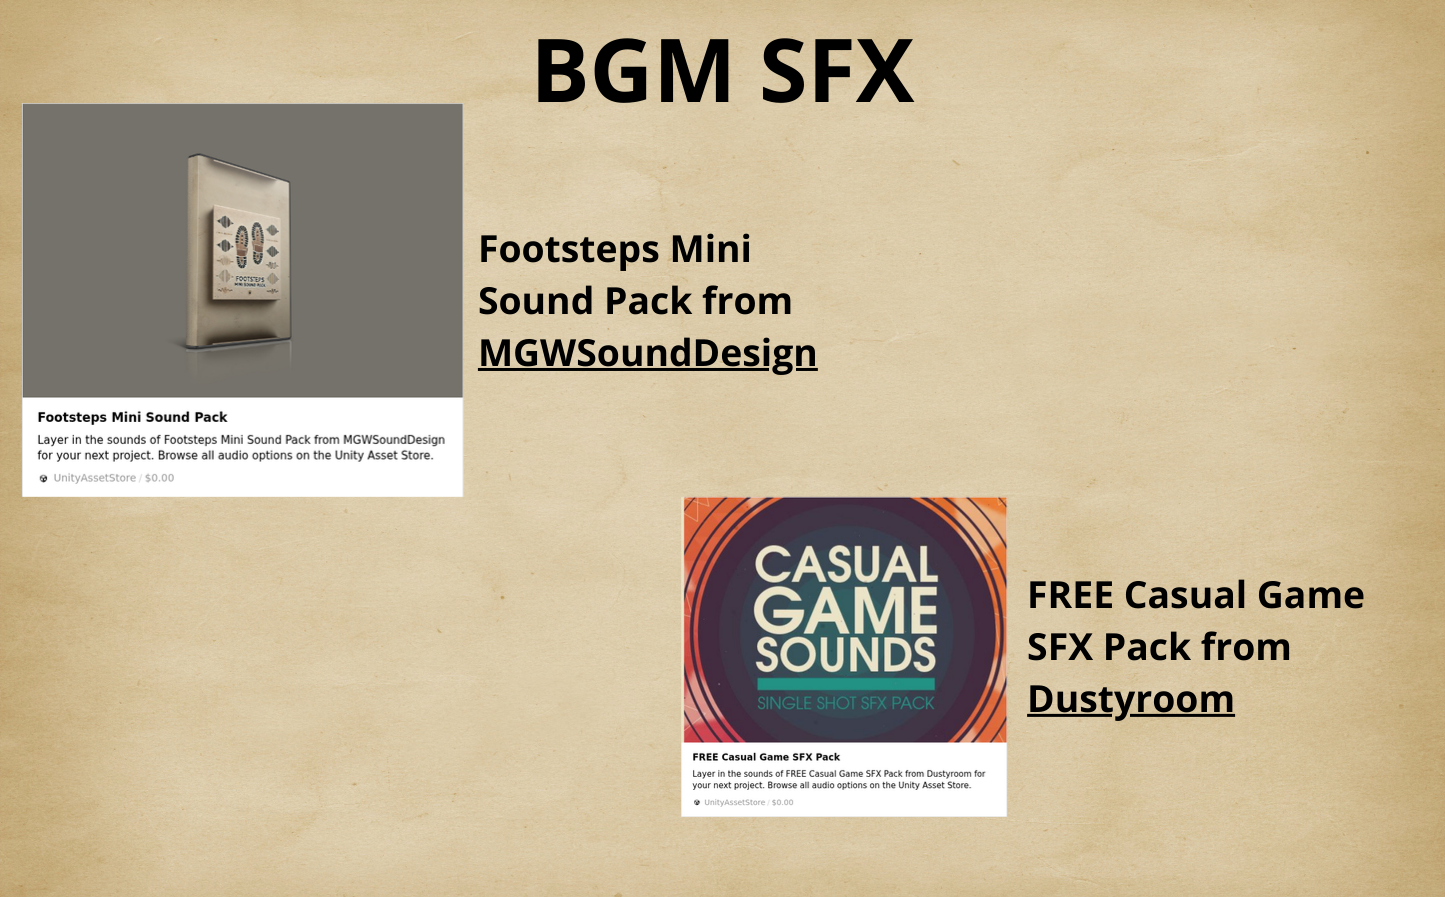 BGM SFX
FOOTSTEPS
MINI SOUND PACK
Footsteps Mini Sound Pack
Layer in the sounds of Footsteps Mini Sound Pack from MGWSoundDesign
for your next project. Browse all audio options on the Unity Asset Store.
UnityAssetStore / $0.00
Footsteps Mini
Sound Pack from
MGWSoundDesign
CASUAL
GAME
SOUNDS
SINGLE SHOT SFX PACK
FREE Casual Game SFX Pack
Layer in the sounds of FREE Casual Game SFX Pack from Dustyroom for
your next project. Browse all audio options on the Unity Asset Store.
UnityAssetStore / $0.00
FREE Casual Game
SFX Pack from
Dustyroom